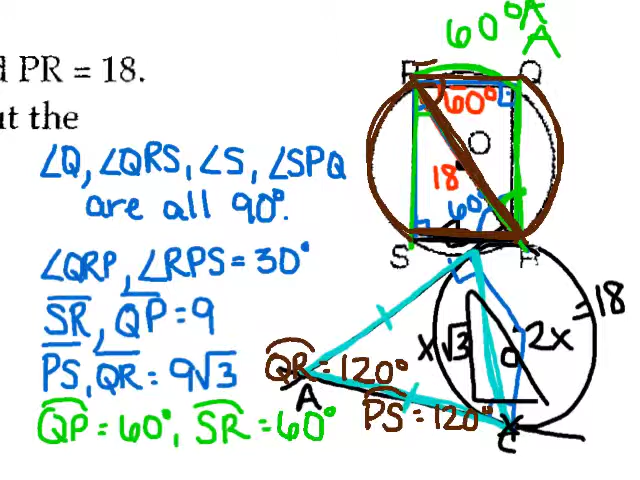 d PR = 18.
ut the
60° A
A
P Q
60°
O
18
60
S R
∠Q, ∠QRS, ∠S, ∠SPQ
are all 90°.
∠QRP, ∠RPS = 30°
SR, QP = 9
PS, QR = 9√3
QP = 60°, SR = 60°
QR = 120°
PS = 120°
A
x√3
2x = 18
O
C